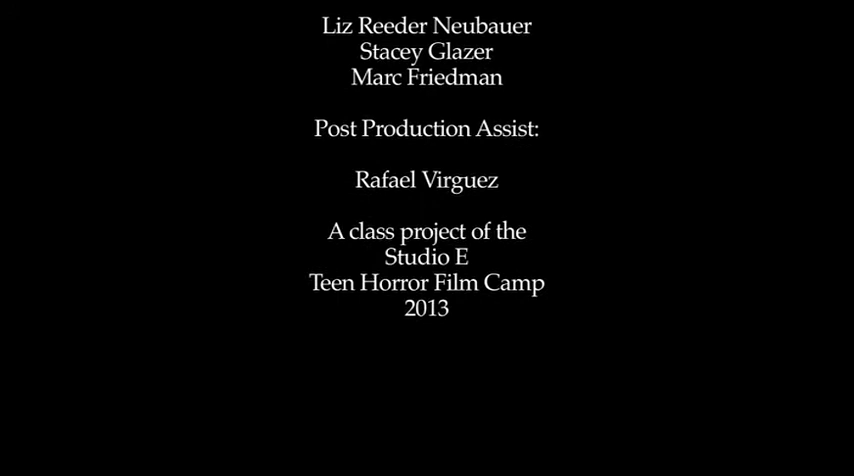 Liz Reeder Neubauer
Stacey Glazer
Marc Friedman
Post Production Assist:
Rafael Virguez
A class project of the
Studio E
Teen Horror Film Camp
2013